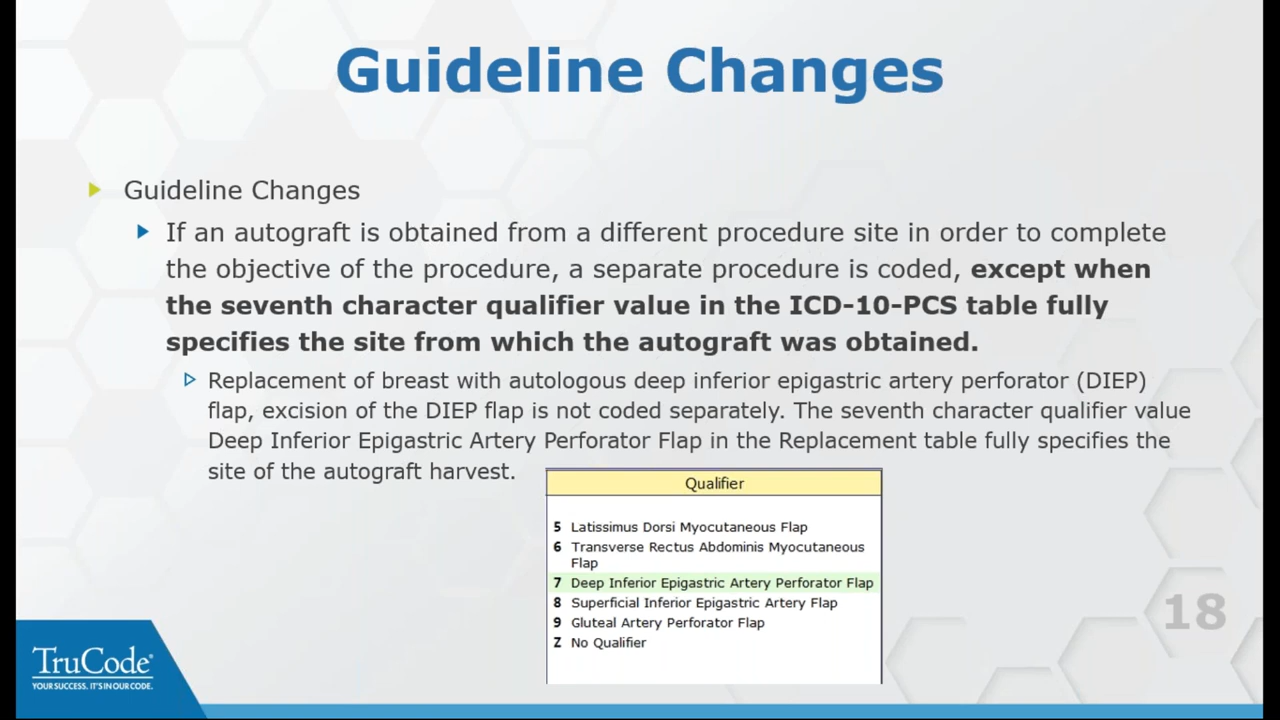 Guideline Changes
Guideline Changes
If an autograft is obtained from a different procedure site in order to complete
the objective of the procedure, a separate procedure is coded, except when
the seventh character qualifier value in the ICD-10-PCS table fully
specifies the site from which the autograft was obtained.
Replacement of breast with autologous deep inferior epigastric artery perforator (DIEP)
flap, excision of the DIEP flap is not coded separately. The seventh character qualifier value
Deep Inferior Epigastric Artery Perforator Flap in the Replacement table fully specifies the
site of the autograft harvest.
Qualifier
5 Latissimus Dorsi Myocutaneous Flap
6 Transverse Rectus Abdominis Myocutaneous
Flap
7 Deep Inferior Epigastric Artery Perforator Flap
8 Superficial Inferior Epigastric Artery Flap
9 Gluteal Artery Perforator Flap
Z No Qualifier
18
TruCode®
YOUR SUCCESS. IT'S IN OUR CODE.